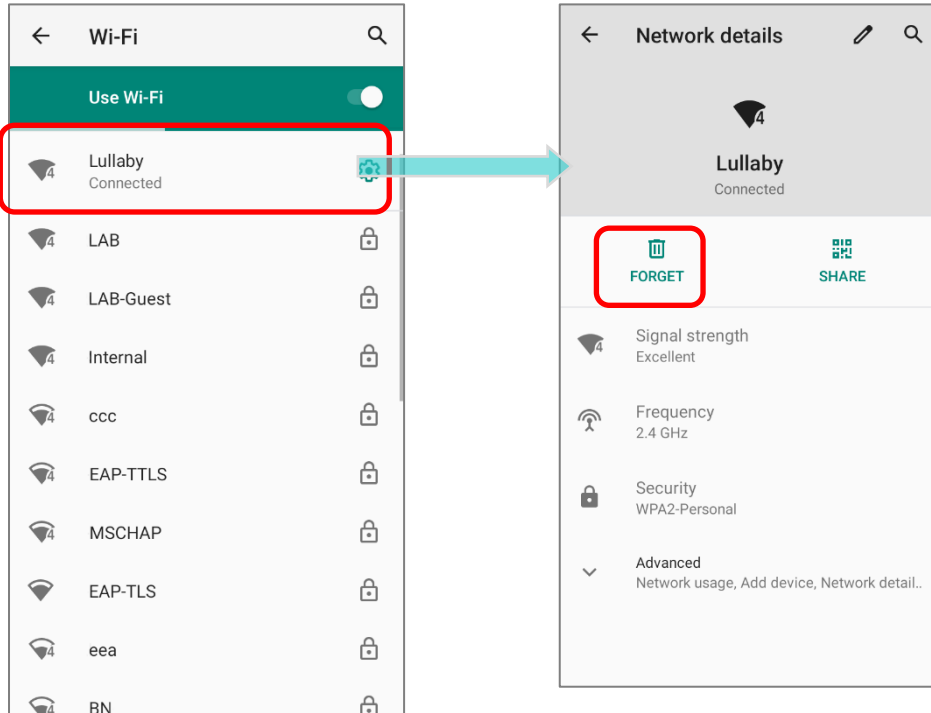 Wi-Fi
Use Wi-Fi
Lullaby
Connected
LAB
LAB-Guest
Internal
ccc
EAP-TTLS
MSCHAP
EAP-TLS
eea
BN
Network details
4
Lullaby
Connected
FORGET
SHARE
Signal strength
Excellent
Frequency
2.4 GHz
Security
WPA2-Personal
Advanced
Network usage, Add device, Network detail..